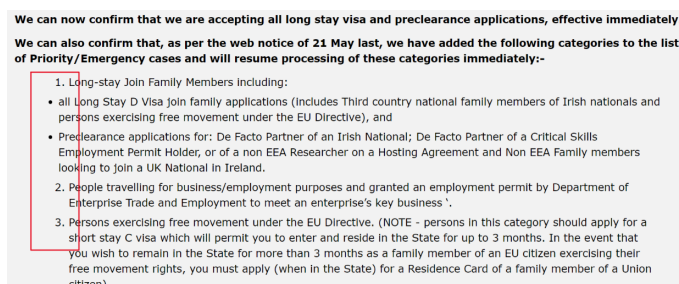 We can now confirm that we are accepting all long stay visa and preclearance applications, effective immediately
We can also confirm that, as per the web notice of 21 May last, we have added the following categories to the list
of Priority/Emergency cases and will resume processing of these categories immediately:-
1. Long-stay Join Family Members including:
• all Long Stay D Visa join family applications (includes Third country national family members of Irish nationals and
persons exercising free movement under the EU Directive), and
• Preclearance applications for: De Facto Partner of an Irish National; De Facto Partner of a Critical Skills
Employment Permit Holder, or of a non EEA Researcher on a Hosting Agreement and Non EEA Family members
looking to join a UK National in Ireland.
2. People travelling for business/employment purposes and granted an employment permit by Department of
Enterprise Trade and Employment to meet an enterprise's key business `.
3. Persons exercising free movement under the EU Directive. (NOTE - persons in this category should apply for a
short stay C visa which will permit you to enter and reside in the State for up to 3 months. In the event that
you wish to remain in the State for more than 3 months as a family member of an EU citizen exercising their
free movement rights, you must apply (when in the State) for a Residence Card of a family member of a Union
citizen)